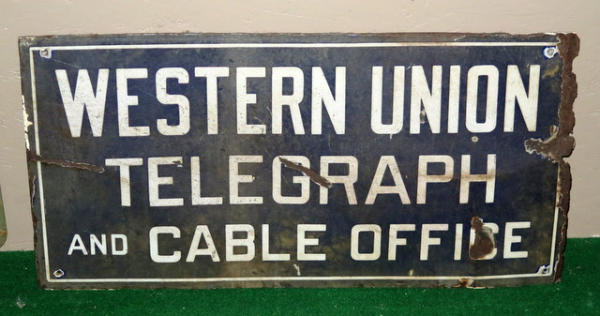 WESTERN UNION
TELEGRAPH
AND CABLE OFFICE